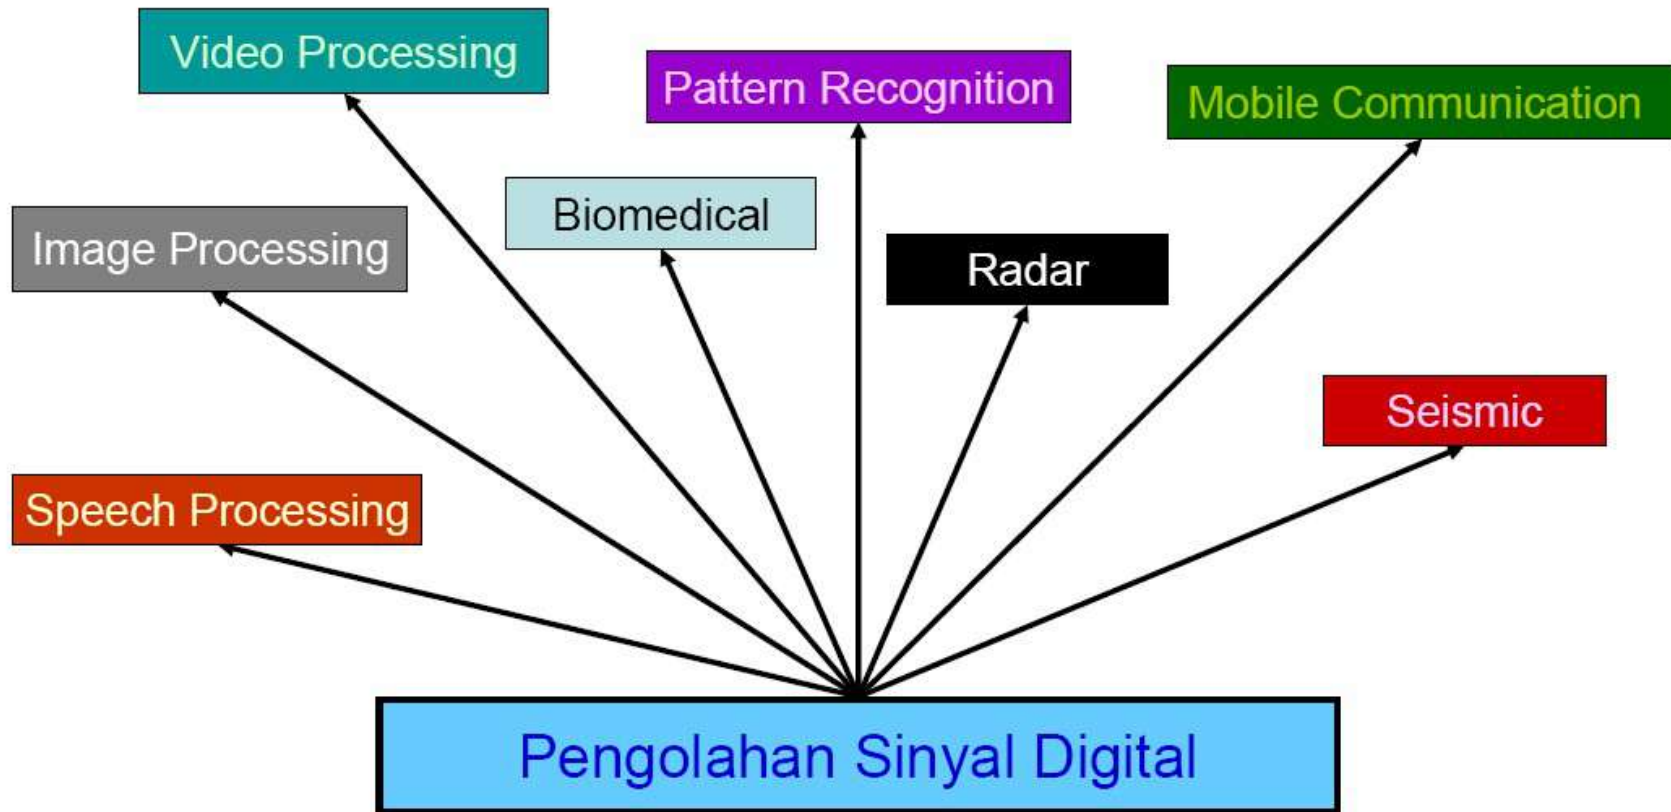 Video Processing
Pattern Recognition
Mobile Communication
Biomedical
Image Processing
Radar
Seismic
Speech Processing
Pengolahan Sinyal Digital